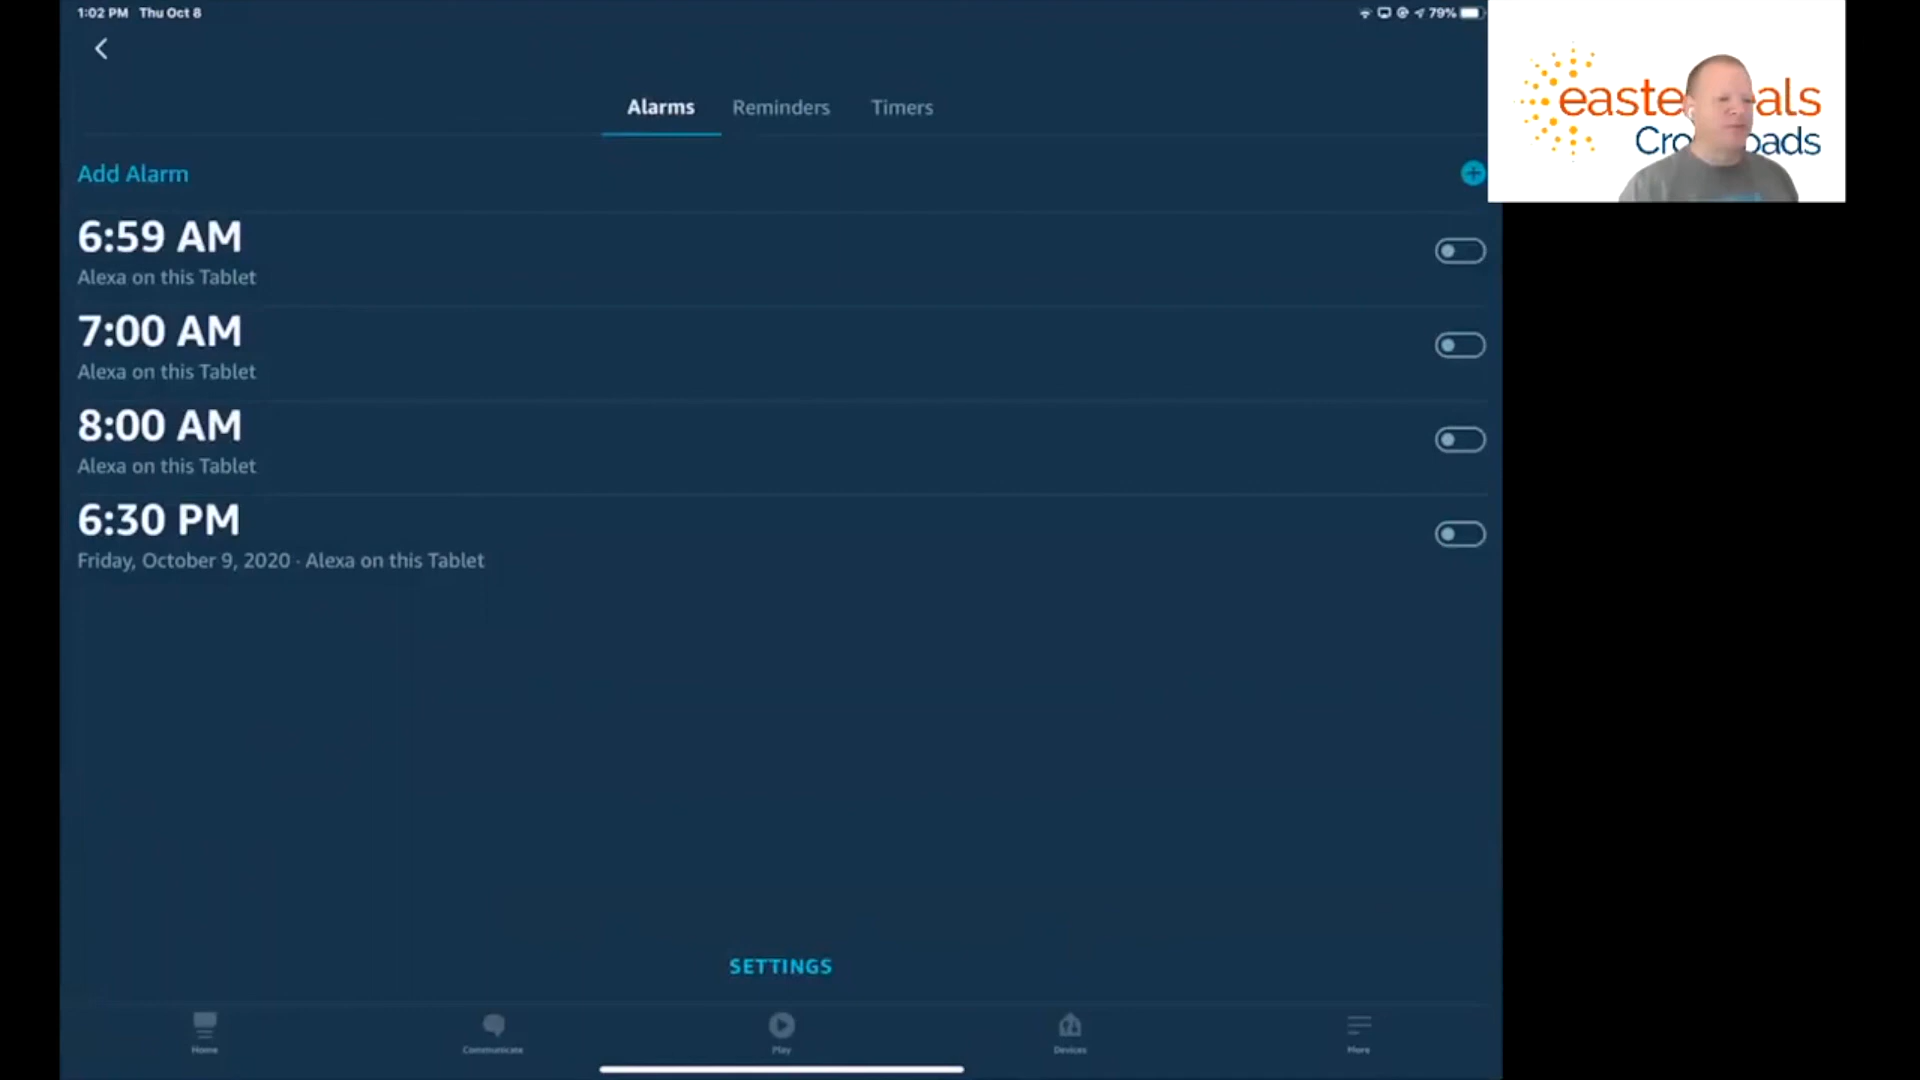 1:02 PM Thu Oct 8
79%
Alarms
Reminders
Timers
Add Alarm
6:59 AM
Alexa on this Tablet
7:00 AM
Alexa on this Tablet
8:00 AM
Alexa on this Tablet
6:30 PM
Friday, October 9, 2020 · Alexa on this Tablet
SETTINGS
Home
Communicate
Play
Devices
More